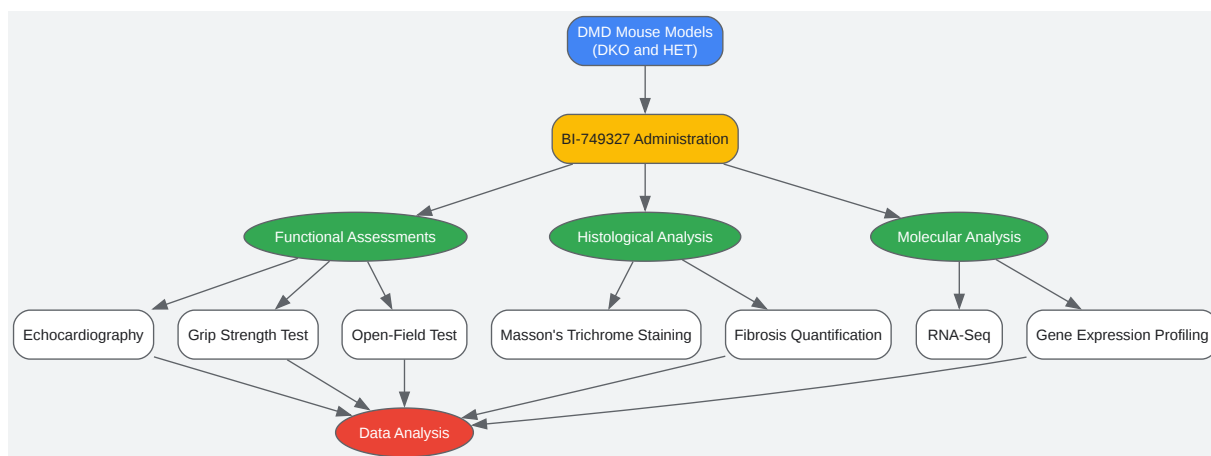 DMD Mouse Models
(DKO and HET)
BI-749327 Administration
Functional Assessments
Histological Analysis
Molecular Analysis
Echocardiography
Grip Strength Test
Open-Field Test
Masson's Trichrome Staining
Fibrosis Quantification
RNA-Seq
Gene Expression Profiling
Data Analysis